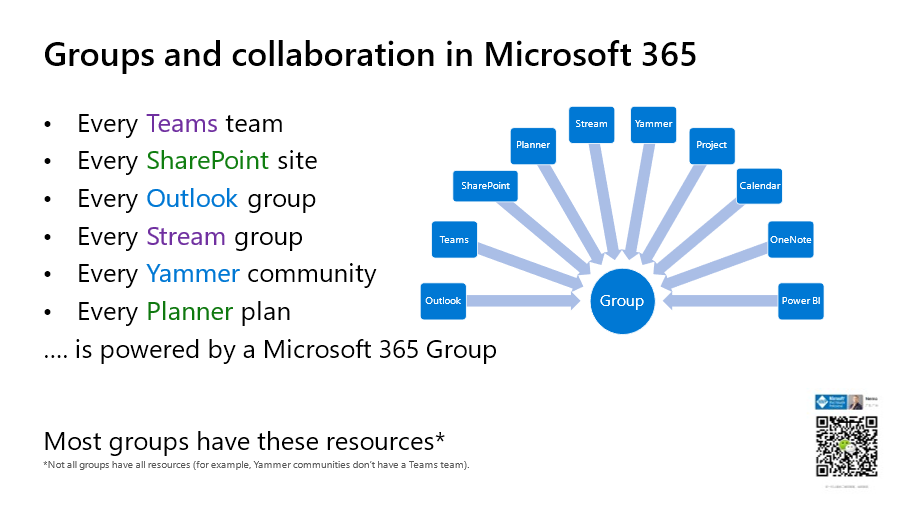 Groups and collaboration in Microsoft 365
• Every Teams team
• Every SharePoint site
• Every Outlook group
• Every Stream group
• Every Yammer community
• Every Planner plan
.... is powered by a Microsoft 365 Group
Stream
Yammer
Planner
Project
SharePoint
Calendar
Teams
OneNote
Outlook
Group
Power BI
Most groups have these resources*
*Not all groups have all resources (for example, Yammer communities don't have a Teams team).
Microsoft